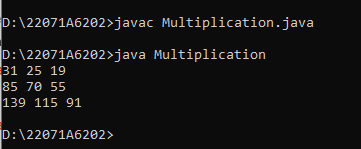 D:\22071A6202>javac Multiplication.java
D:\22071A6202>java Multiplication
31 25 19
85 70 55
139 115 91
D:\22071A6202>